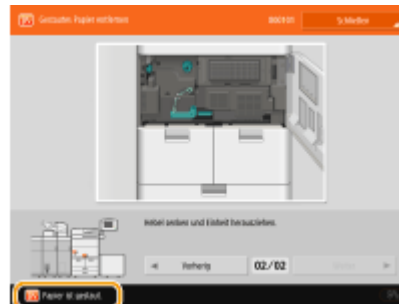 Gestautes Papier entfernen
Schließen
Hebel senken und Einheit herausziehen.
Vorherig
02/02
Papier ist gestaut.